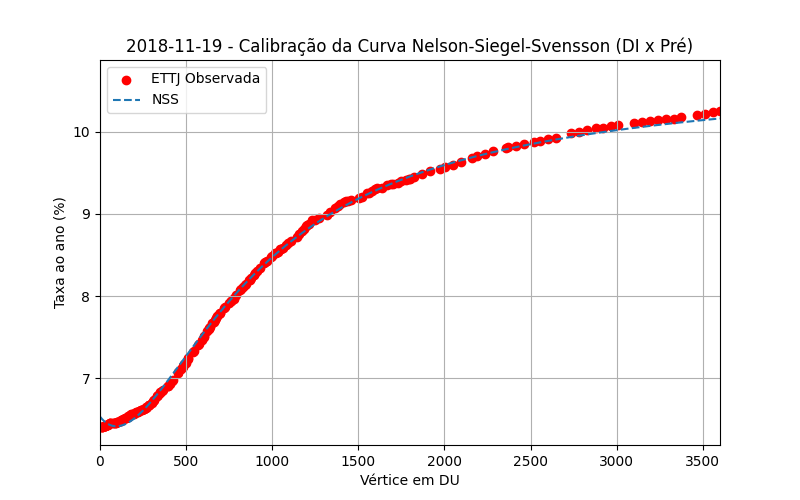 2018-11-19 - Calibração da Curva Nelson-Siegel-Svensson (DI x Pré)
ETTJ Observada
NSS
Taxa ao ano (%)
10
9
8
7
0 500 1000 1500 2000 2500 3000 3500
Vértice em DU